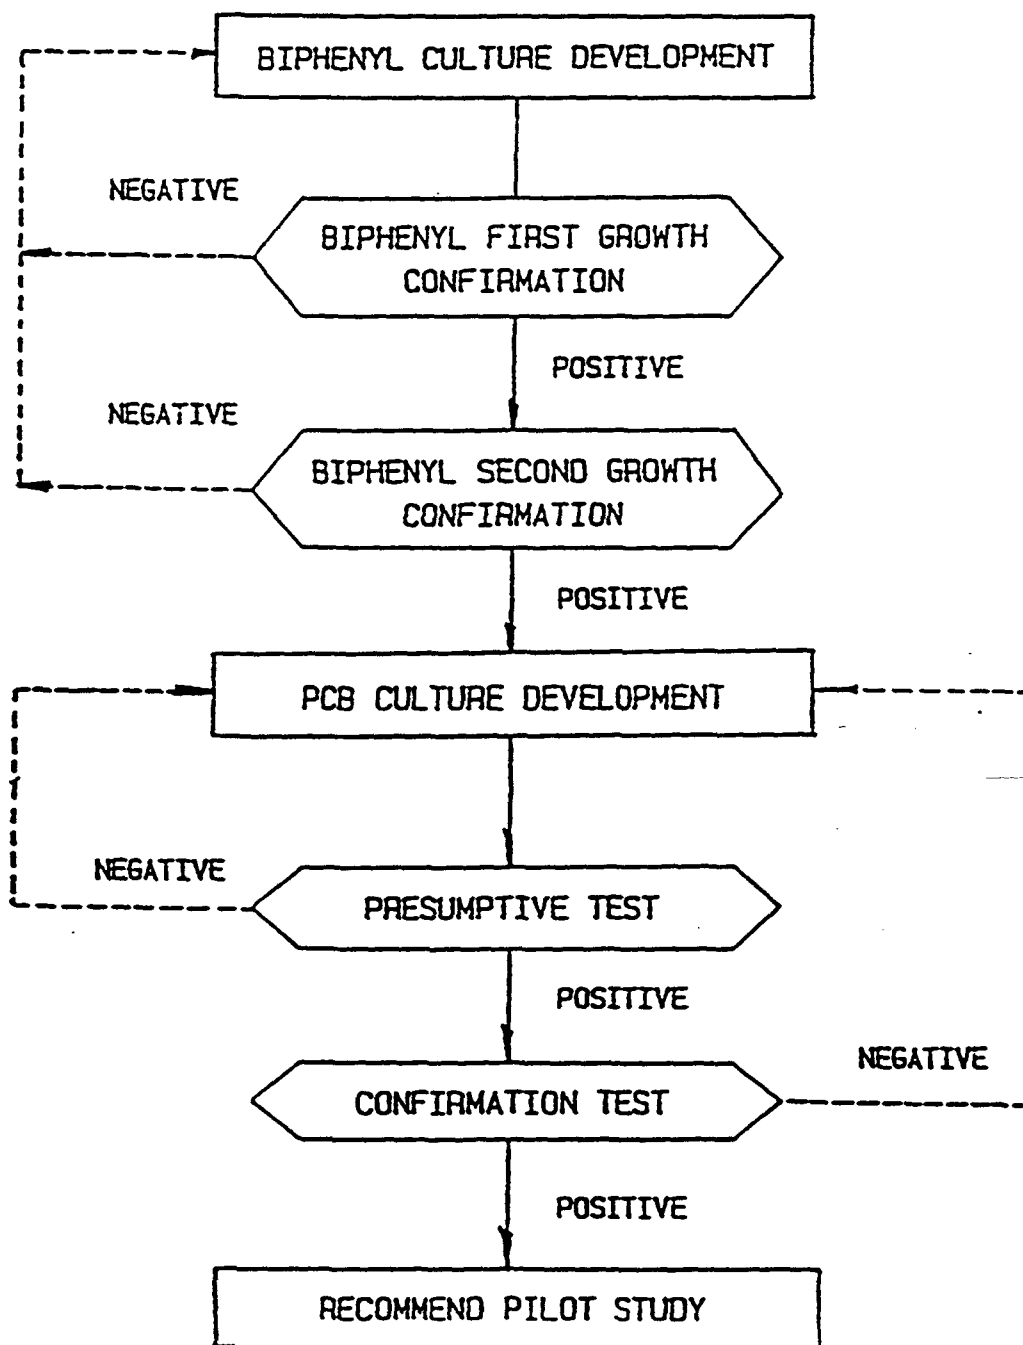 BIPHENYL CULTURE DEVELOPMENT
NEGATIVE
BIPHENYL FIRST GROWTH
CONFIRMATION
POSITIVE
NEGATIVE
BIPHENYL SECOND GROWTH
CONFIRMATION
POSITIVE
PCB CULTURE DEVELOPMENT
NEGATIVE
PRESUMPTIVE TEST
POSITIVE
NEGATIVE
CONFIRMATION TEST
POSITIVE
RECOMMEND PILOT STUDY